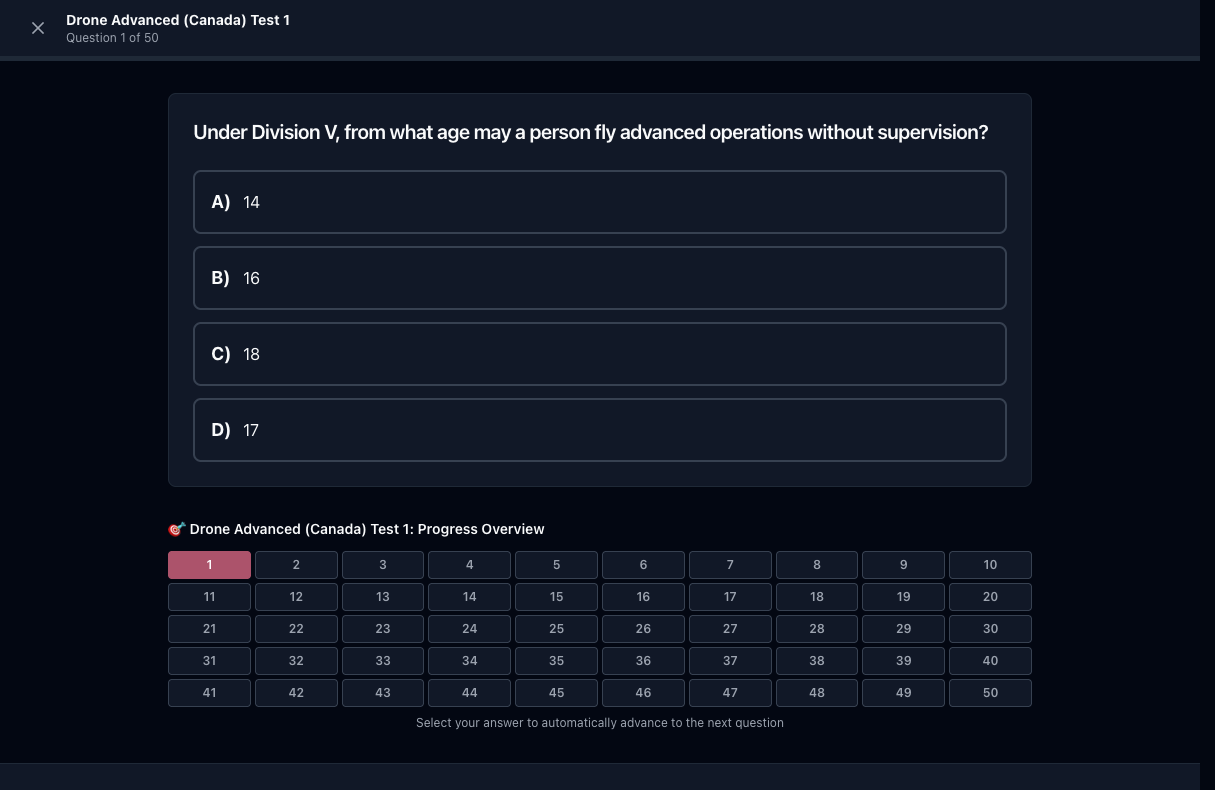 Drone Advanced (Canada) Test 1
Question 1 of 50
Under Division V, from what age may a person fly advanced operations without supervision?
A) 14
B) 16
C) 18
D) 17
Drone Advanced (Canada) Test 1: Progress Overview
1 2 3 4 5 6 7 8 9 10
11 12 13 14 15 16 17 18 19 20
21 22 23 24 25 26 27 28 29 30
31 32 33 34 35 36 37 38 39 40
41 42 43 44 45 46 47 48 49 50
Select your answer to automatically advance to the next question